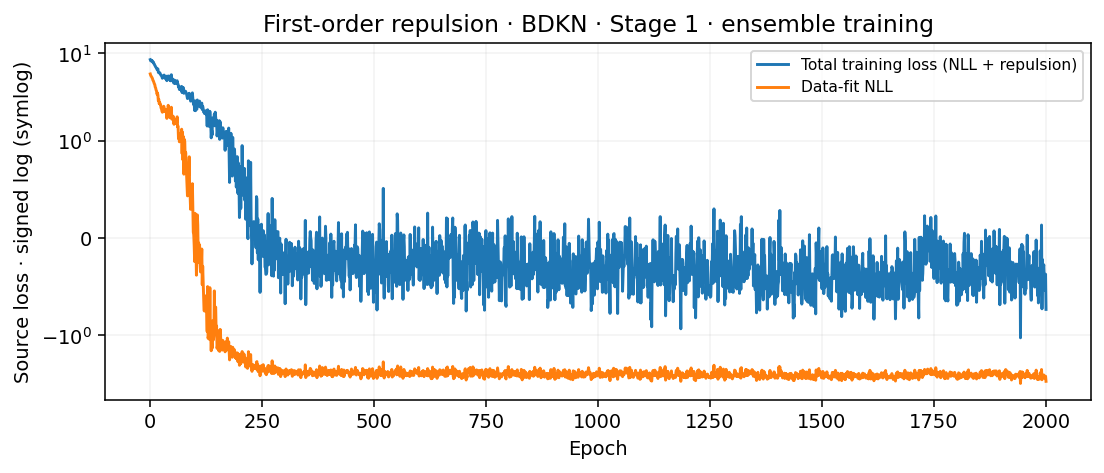 First-order repulsion · BDKN · Stage 1 · ensemble training
Source loss · signed log (symlog)
10¹
10⁰
0
−10⁰
Total training loss (NLL + repulsion)
Data-fit NLL
0 250 500 750 1000 1250 1500 1750 2000
Epoch